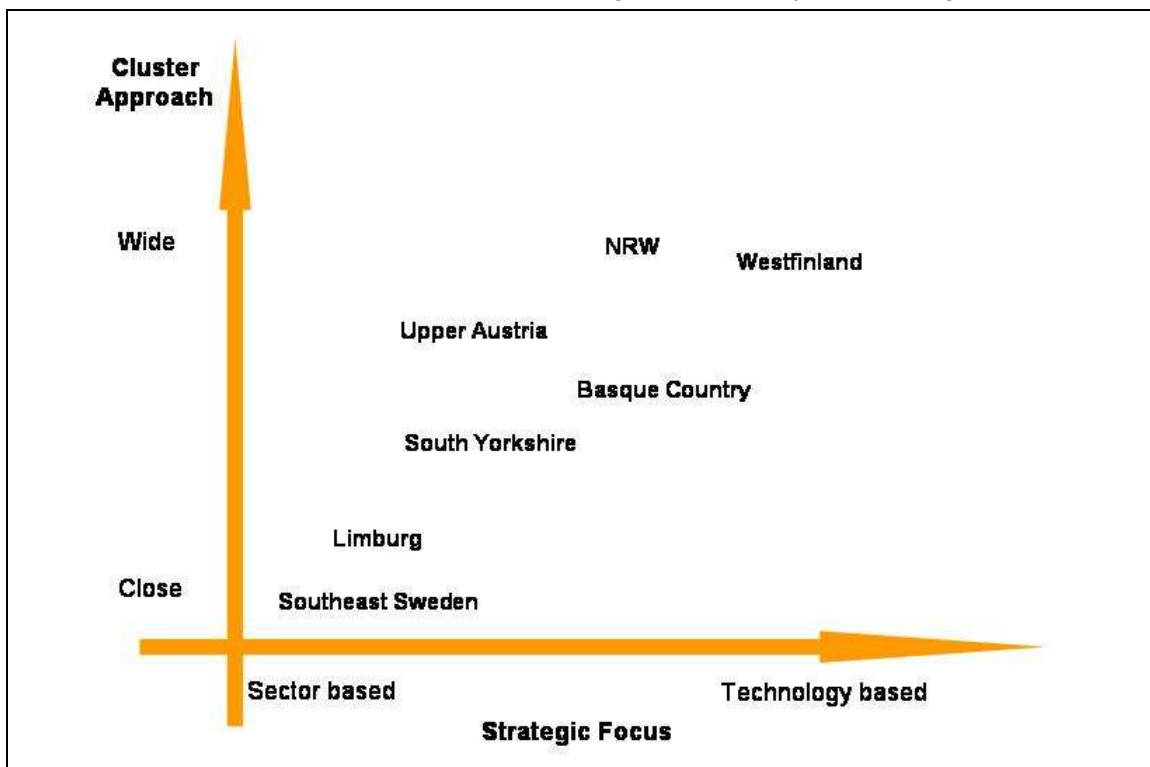 Cluster
Approach
Wide
NRW
Westfinland
Upper Austria
Basque Country
South Yorkshire
Limburg
Close
Southeast Sweden
Sector based
Technology based
Strategic Focus